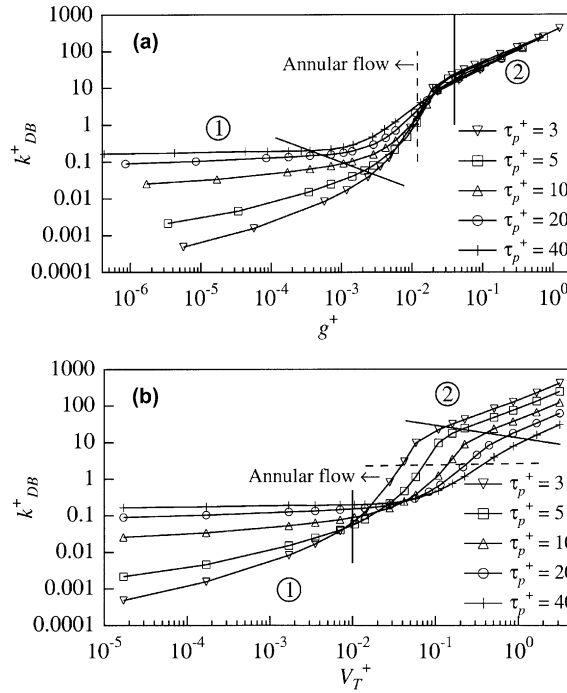 (a)
1000
100
10
1
0.1
0.01
0.001
0.0001
k⁺DB
Annular flow ←
①
②
τp⁺ = 3
τp⁺ = 5
τp⁺ = 10
τp⁺ = 20
τp⁺ = 40
10⁻⁶ 10⁻⁵ 10⁻⁴ 10⁻³ 10⁻² 10⁻¹ 10⁰
g⁺
(b)
1000
100
10
1
0.1
0.01
0.001
0.0001
k⁺DB
②
Annular flow ←
①
τp⁺ = 3
τp⁺ = 5
τp⁺ = 10
τp⁺ = 20
τp⁺ = 40
10⁻⁵ 10⁻⁴ 10⁻³ 10⁻² 10⁻¹ 10⁰
VT⁺